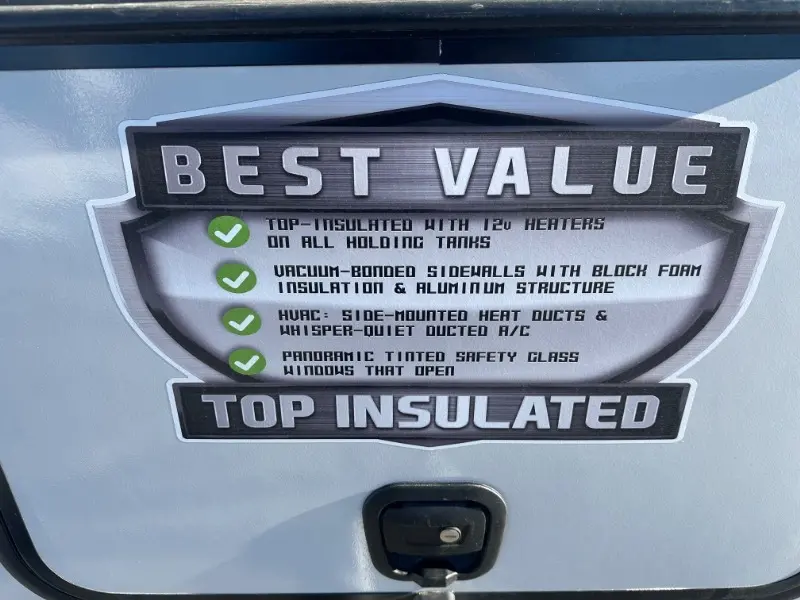 BEST VALUE
TOP-INSULATED WITH 12v HEATERS
ON ALL HOLDING TANKS
VACUUM-BONDED SIDEWALLS WITH BLOCK FOAM
INSULATION & ALUMINUM STRUCTURE
HVAC: SIDE-MOUNTED HEAT DUCTS &
WHISPER-QUIET DUCTED A/C
PANORAMIC TINTED SAFETY GLASS
WINDOWS THAT OPEN
TOP INSULATED